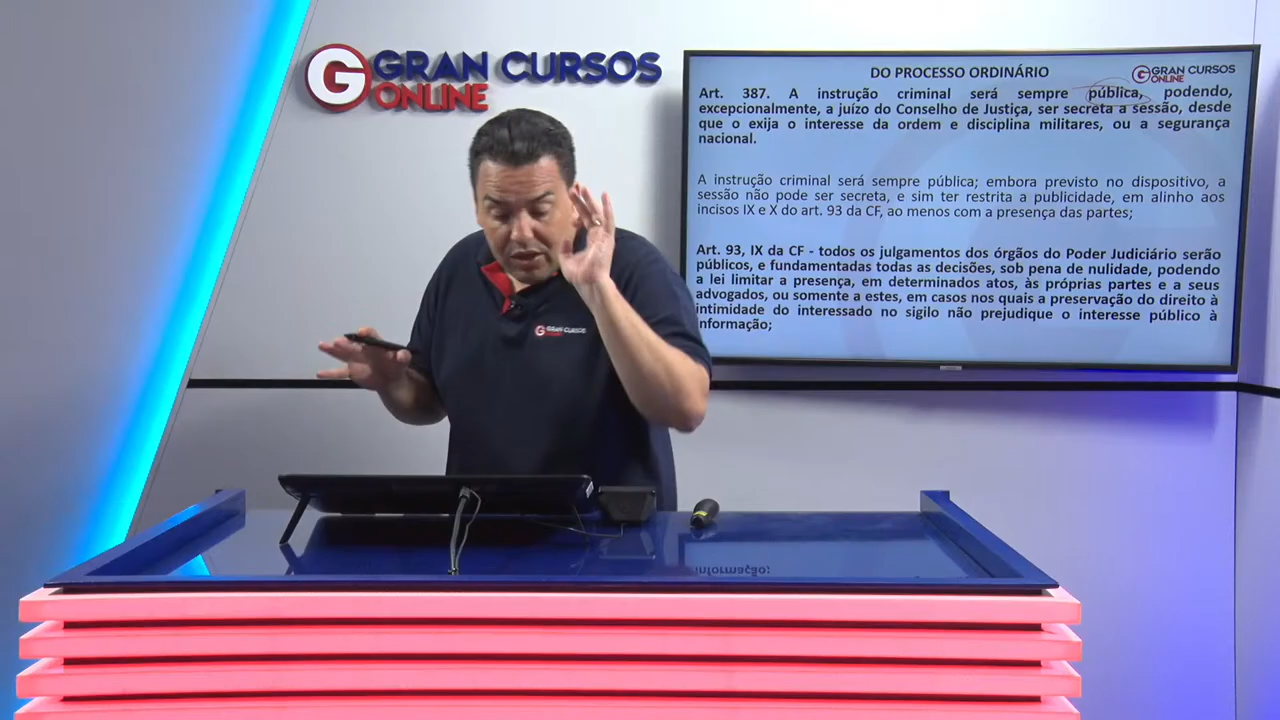 GRAN CURSOS
ONLINE
DO PROCESSO ORDINÁRIO
GRAN CURSOS
ONLINE
Art. 387. A instrução criminal será sempre pública, podendo,
excepcionalmente, a juízo do Conselho de Justiça, ser secreta a sessão, desde
que o exija o interesse da ordem e disciplina militares, ou a segurança
nacional.
A instrução criminal será sempre pública; embora previsto no dispositivo, a
sessão não pode ser secreta, e sim ter restrita a publicidade, em alinho aos
incisos IX e X do art. 93 da CF, ao menos com a presença das partes;
Art. 93, IX da CF - todos os julgamentos dos órgãos do Poder Judiciário serão
públicos, e fundamentadas todas as decisões, sob pena de nulidade, podendo
a lei limitar a presença, em determinados atos, às próprias partes e a seus
advogados, ou somente a estes, em casos nos quais a preservação do direito à
intimidade do interessado no sigilo não prejudique o interesse público à
informação;
GRAN CURSOS
ONLINE
informação;